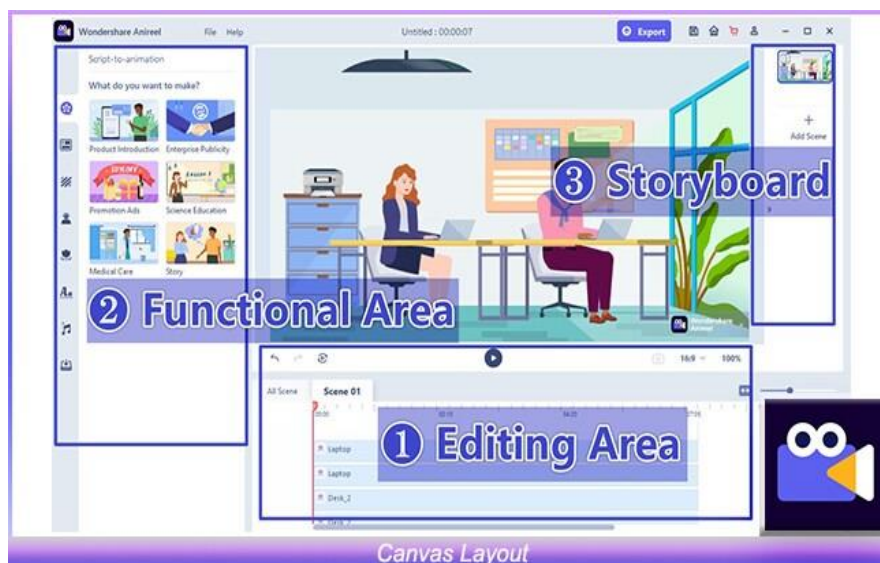 Wondershare Anireel File Help Untitled : 00:00:07 Export
Script-to-animation
What do you want to make?
Product Introduction Enterprise Publicity
Promotion Ads Science Education
Medical Care Story
② Functional Area
③ Storyboard
Add Scene
Wondershare
Anireel
16:9 100%
All Scene Scene 01
① Editing Area
Laptop
Laptop
Desk_2
Desk_2
Canvas Layout